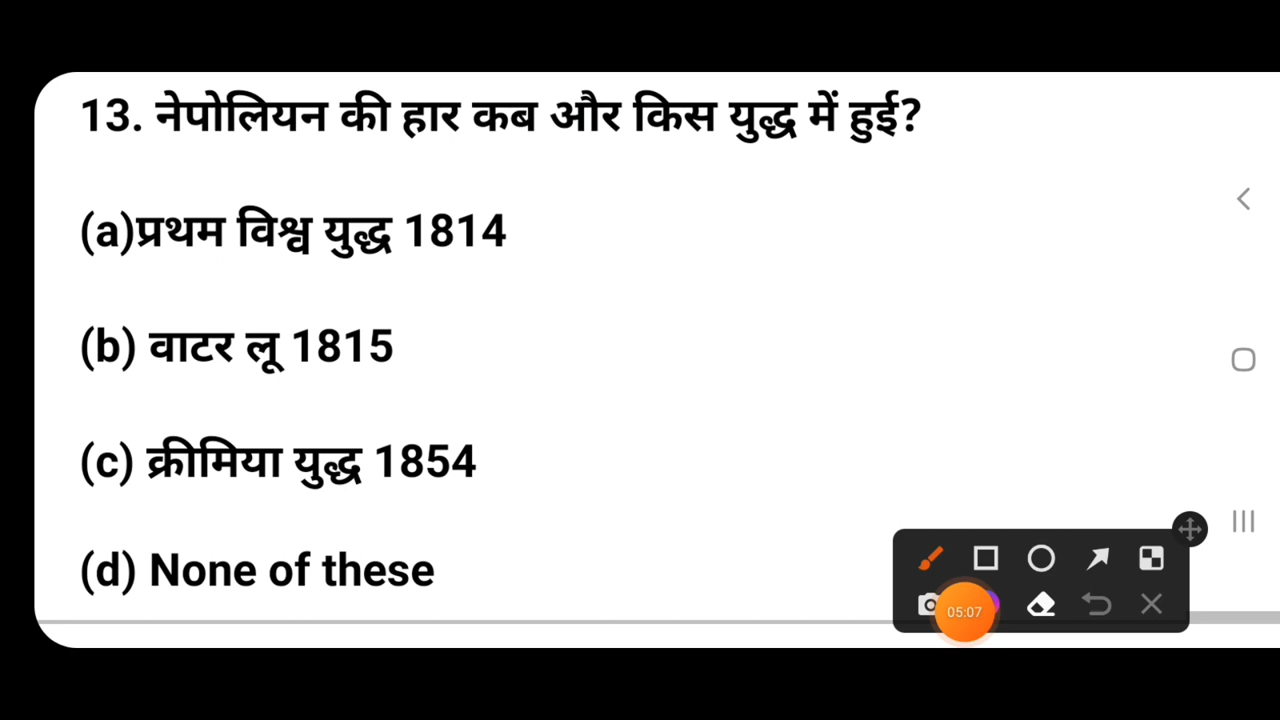 13. नेपोलियन की हार कब और किस युद्ध में हुई?
(a)प्रथम विश्व युद्ध 1814
(b) वाटर लू 1815
(c) क्रीमिया युद्ध 1854
(d) None of these
05:07